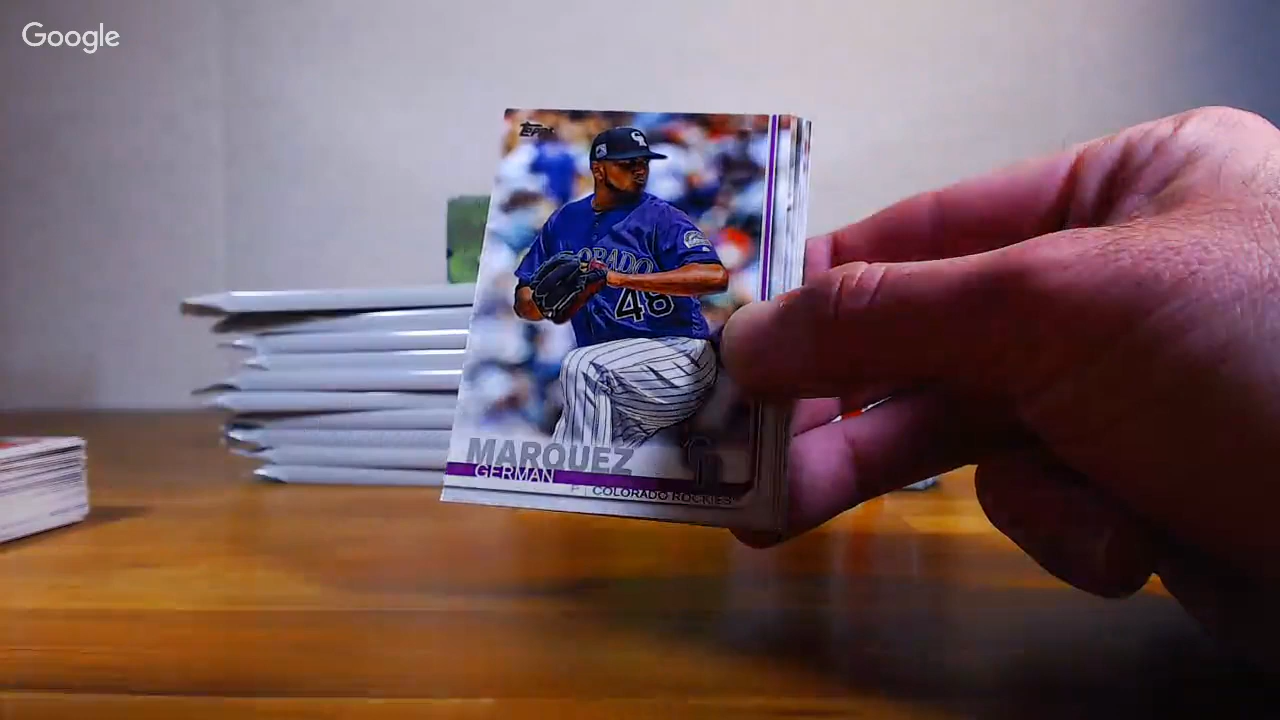 Google
Topps
COLORADO
48
MARQUEZ
GERMAN
P | COLORADO ROCKIES